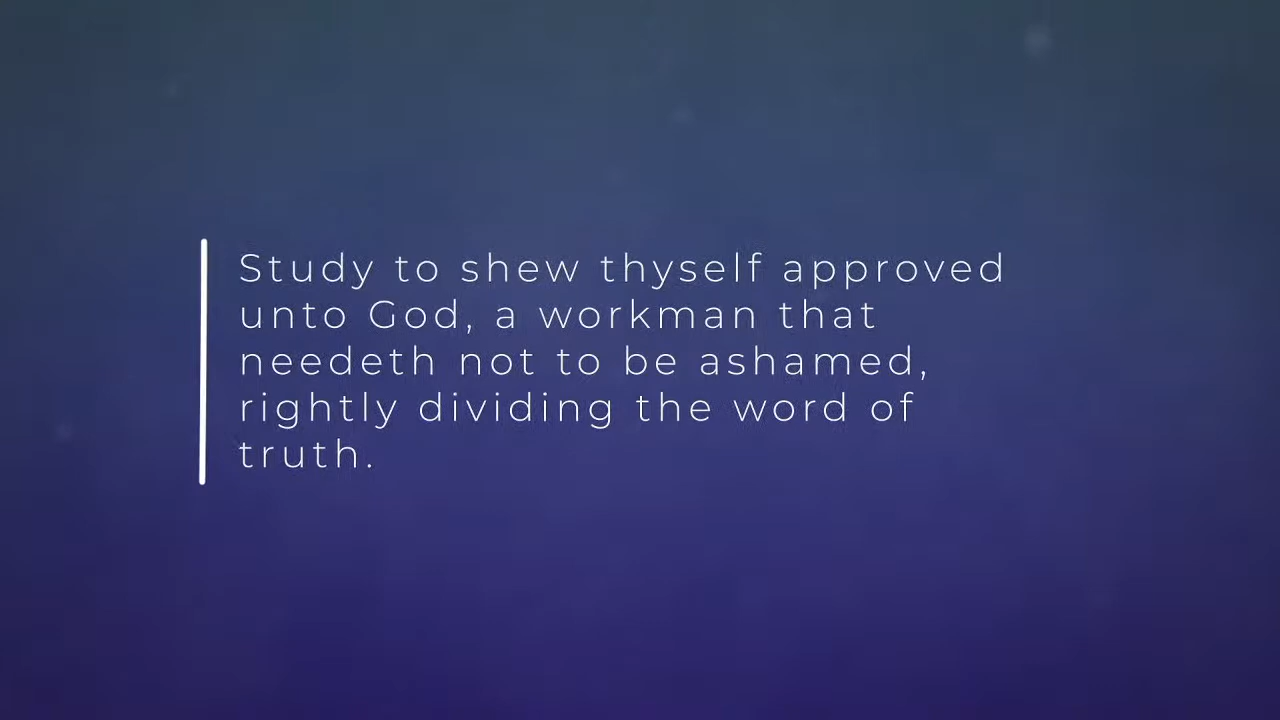 Study to shew thyself approved
unto God, a workman that
needeth not to be ashamed,
rightly dividing the word of
truth.